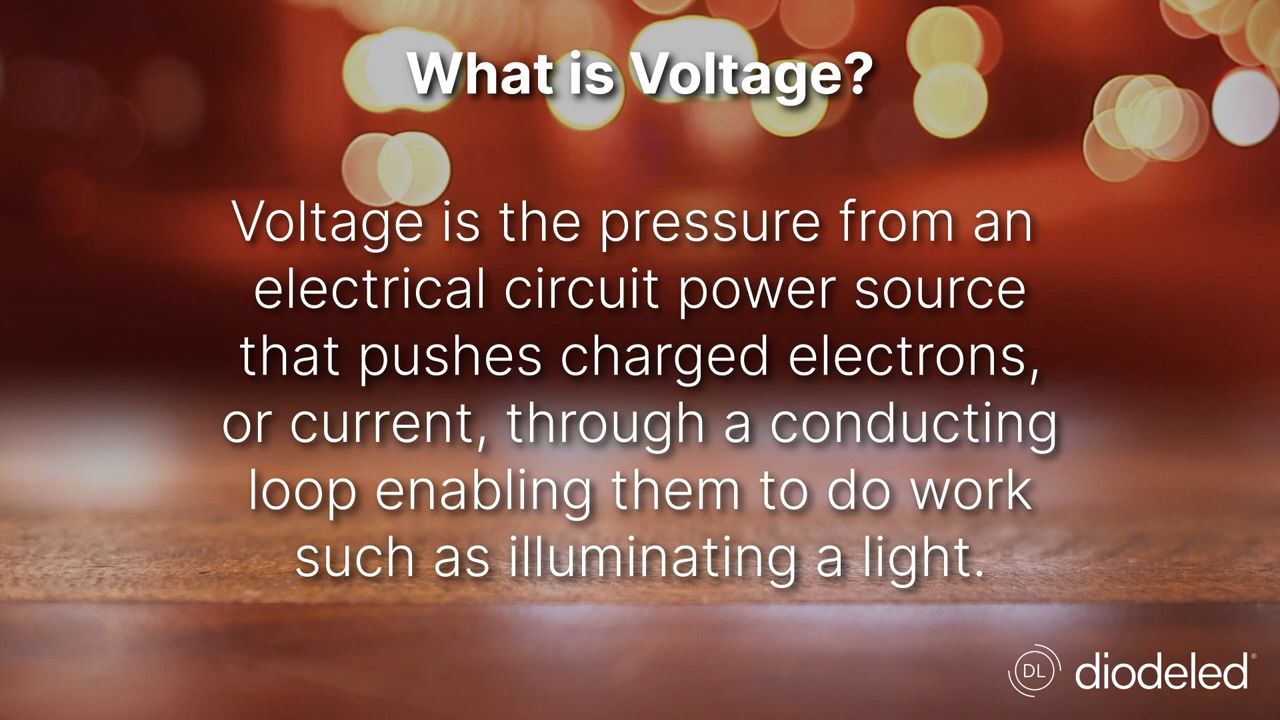 What is Voltage?
Voltage is the pressure from an
electrical circuit power source
that pushes charged electrons,
or current, through a conducting
loop enabling them to do work
such as illuminating a light.
DL diodeled®